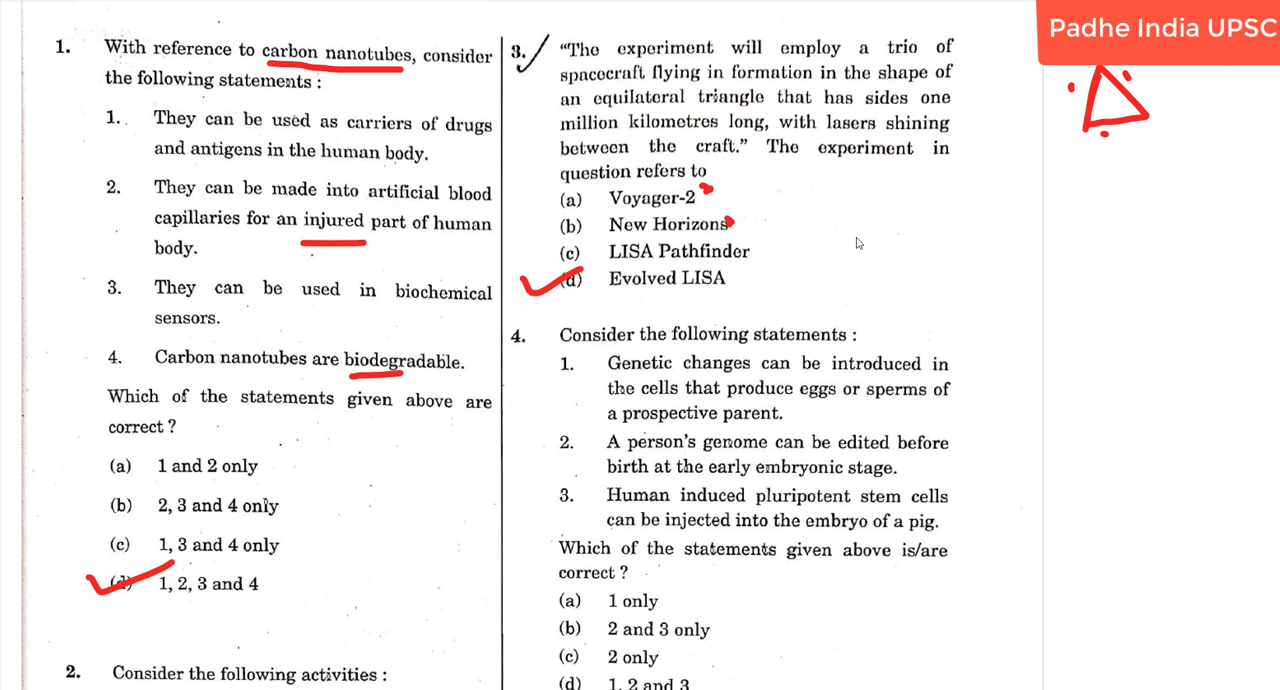 Padhe India UPSC
1. With reference to carbon nanotubes, consider
the following statements :
1. They can be used as carriers of drugs
and antigens in the human body.
2. They can be made into artificial blood
capillaries for an injured part of human
body.
3. They can be used in biochemical
sensors.
4. Carbon nanotubes are biodegradable.
Which of the statements given above are
correct ?
(a) 1 and 2 only
(b) 2, 3 and 4 only
(c) 1, 3 and 4 only
(d) 1, 2, 3 and 4
2. Consider the following activities :
3. “The experiment will employ a trio of
spacecraft flying in formation in the shape of
an equilateral triangle that has sides one
million kilometres long, with lasers shining
between the craft.” The experiment in
question refers to
(a) Voyager-2
(b) New Horizons
(c) LISA Pathfinder
(d) Evolved LISA
4. Consider the following statements :
1. Genetic changes can be introduced in
the cells that produce eggs or sperms of
a prospective parent.
2. A person's genome can be edited before
birth at the early embryonic stage.
3. Human induced pluripotent stem cells
can be injected into the embryo of a pig.
Which of the statements given above is/are
correct ?
(a) 1 only
(b) 2 and 3 only
(c) 2 only
(d) 1, 2 and 3